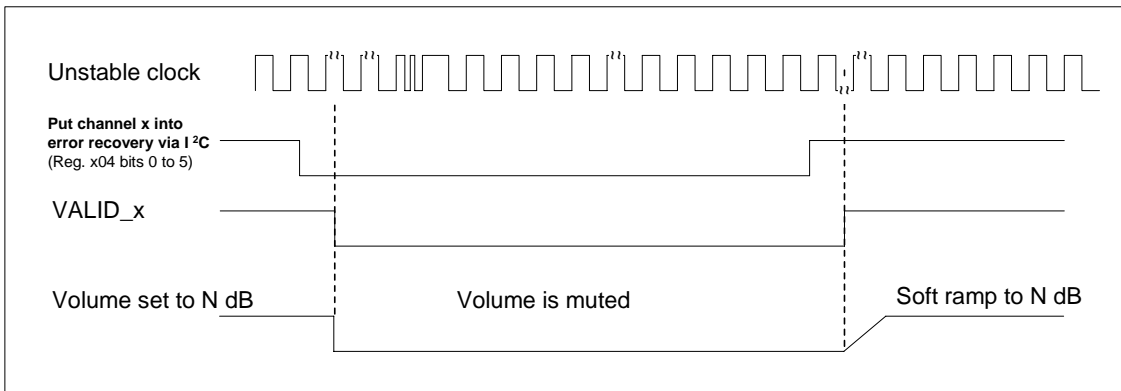 Unstable clock
Put channel x into
error recovery via I ²C
(Reg. x04 bits 0 to 5)
VALID_x
Volume set to N dB
Volume is muted
Soft ramp to N dB